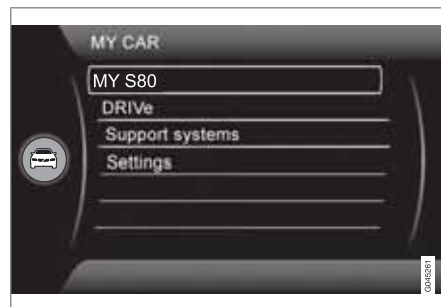 MY CAR
MY S80
DRIVe
Support systems
Settings
G045261